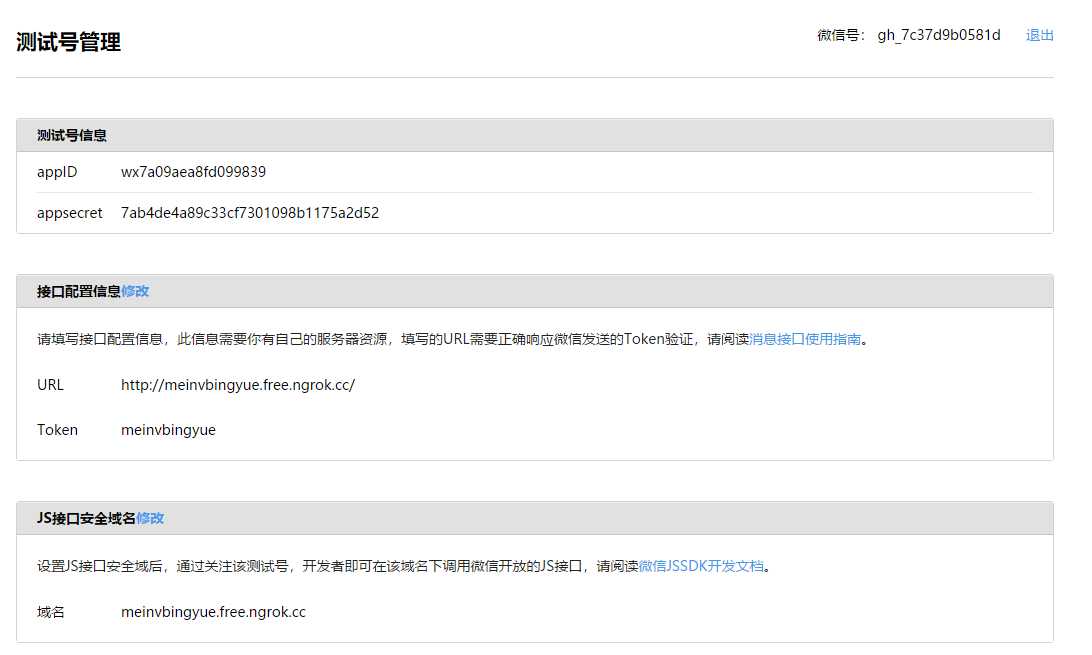 测试号管理
微信号： gh_7c37d9b0581d 退出
测试号信息
appID wx7a09aea8fd099839
appsecret 7ab4de4a89c33cf7301098b1175a2d52
接口配置信息修改
请填写接口配置信息，此信息需要你有自己的服务器资源，填写的URL需要正确响应微信发送的Token验证，请阅读消息接口使用指南。
URL http://meinvbingyue.free.ngrok.cc/
Token meinvbingyue
JS接口安全域名修改
设置JS接口安全域后，通过关注该测试号，开发者即可在该域名下调用微信开放的JS接口，请阅读微信JSSDK开发文档。
域名 meinvbingyue.free.ngrok.cc